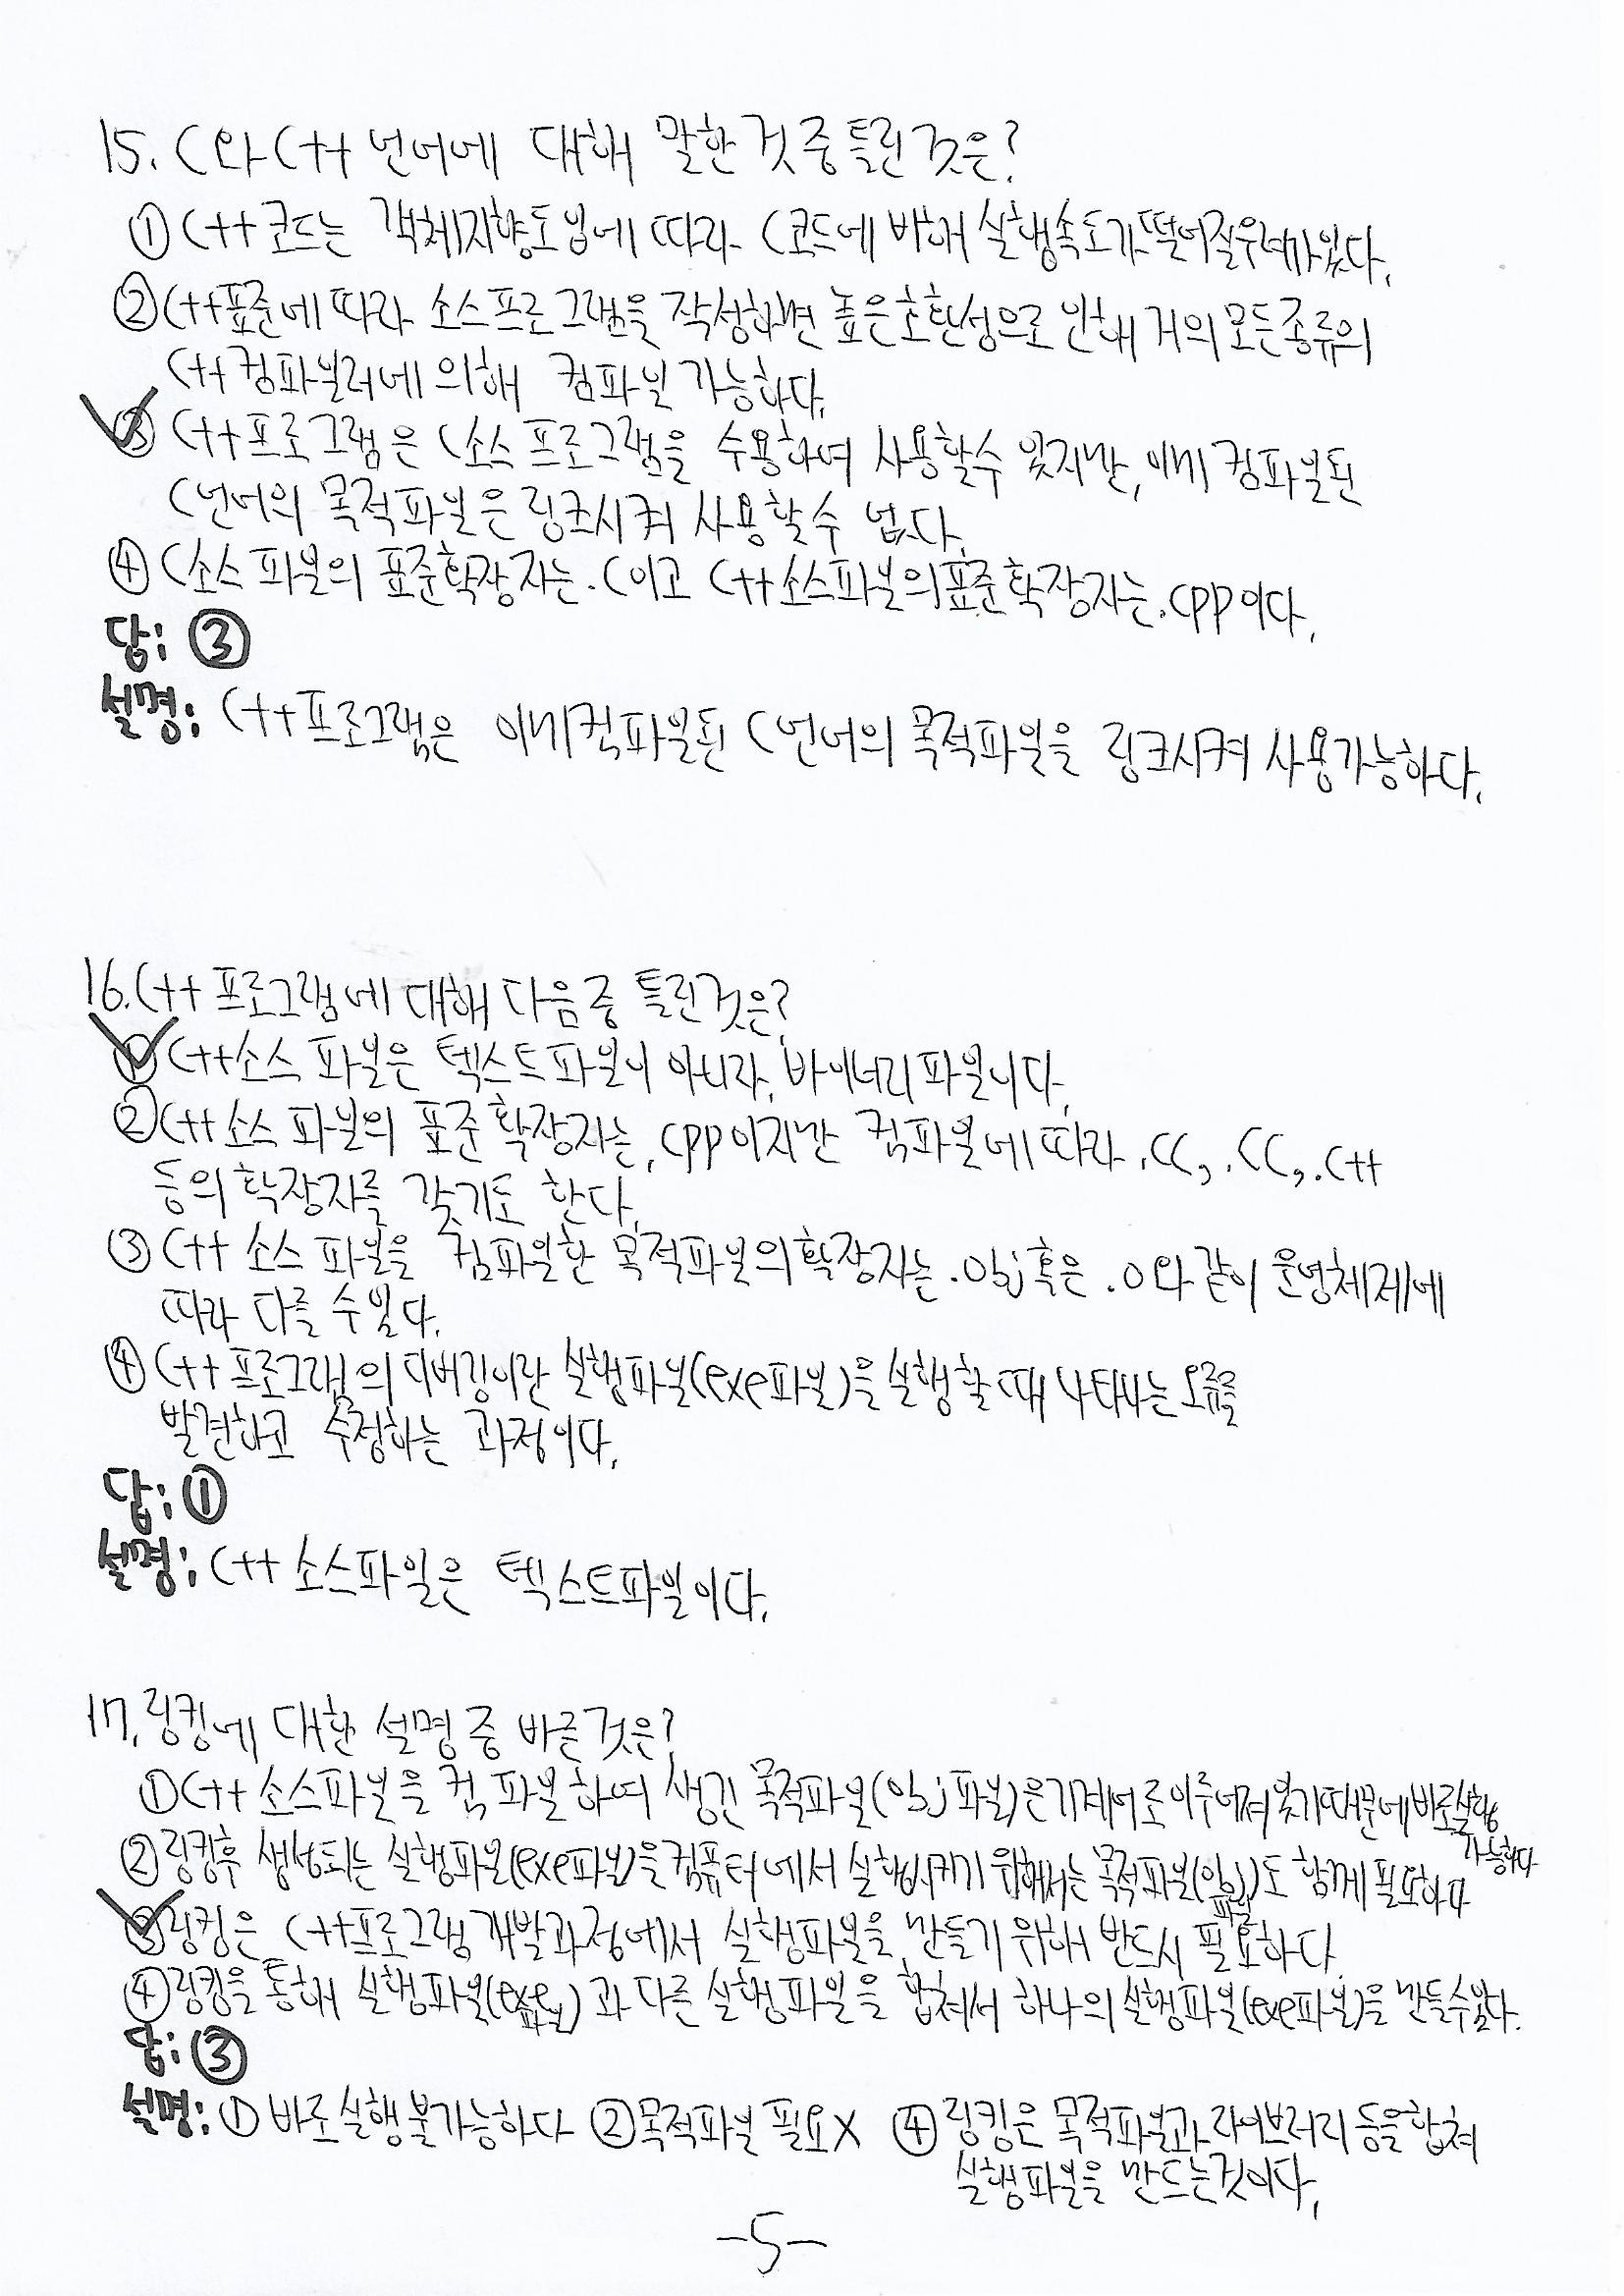 15. C와 C++ 언어에 대해 말한 것 중 틀린 것은?
① C++ 코드는 객체지향도입에 따라 C코드에 비해 실행속도가 떨어질우려가있다.
② C++표준에 따라 소스프로그램을 작성하면 높은호환성으로 인해 거의 모든종류의
C++컴파일러에 의해 컴파일 가능하다.
③ C++프로그램은 C소스 프로그램을 수용하여 사용할수 있지만, 이미 컴파일된
C언어의 목적파일은 링크시켜 사용할수 없다.
④ C소스 파일의 표준확장자는 .C이고 C++소스파일의표준확장자는 .cpp이다.
답: ③
설명: C++프로그램은 이미컴파일된 C언어의 목적파일을 링크시켜 사용가능하다.
16. C++ 프로그램에 대해 다음 중 틀린것은?
① C++소스 파일은 텍스트파일이 아니라, 바이너리 파일이다.
② C++ 소스 파일의 표준 확장자는 .cpp이지만 컴파일에 따라 .CC, .CC, .C++
등의 확장자를 갖기도 한다.
③ C++ 소스 파일을 컴파일한 목적파일의확장자는 .obj 혹은 .o와 같이 운영체제에
따라 다를 수있다.
④ C++ 프로그램의 디버깅이란 실행파일(exe파일)을 실행할 때 나타나는 오류를
발견하고 수정하는 과정이다.
답: ①
설명: C++ 소스파일은 텍스트파일이다.
17. 링킹에 대한 설명 중 바른 것은?
① C++ 소스파일을 컴파일하여 생긴 목적파일(obj파일)은기계어로이루어져있기때문에바로실행
가능하다
② 링킹후 생성되는 실행파일(exe파일)을 컴퓨터에서 실행시키기 위해서는 목적파일(obj파일)도 함께 필요하다
③ 링킹은 C++프로그램 개발과정에서 실행파일을 만들기 위해 반드시 필요하다.
④ 링킹을 통해 실행파일(exe파일)과 다른 실행파일을 합쳐서 하나의 실행파일(exe파일)을 만들수있다.
답: ③
설명: ① 바로실행불가능하다 ② 목적파일 필요X ④ 링킹은 목적파일과 라이브러리 등을합쳐
실행파일을 만드는것이다.
-5-